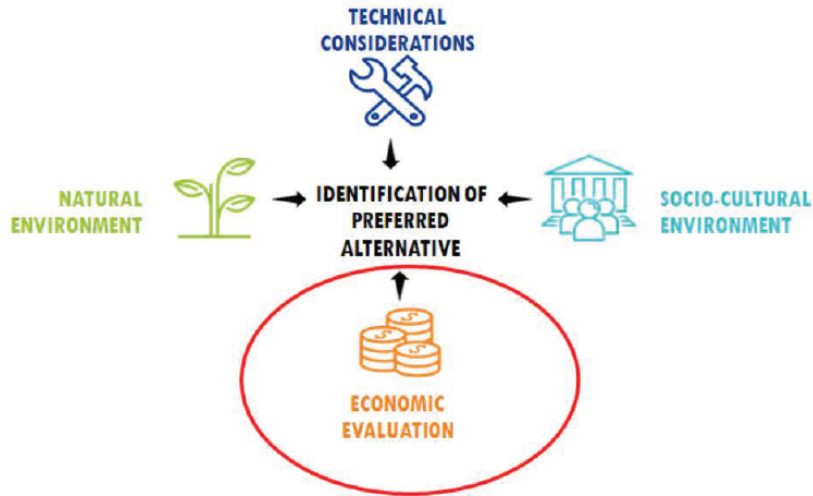 TECHNICAL
CONSIDERATIONS
NATURAL
ENVIRONMENT
IDENTIFICATION OF
PREFERRED
ALTERNATIVE
SOCIO-CULTURAL
ENVIRONMENT
$
$
$
ECONOMIC
EVALUATION